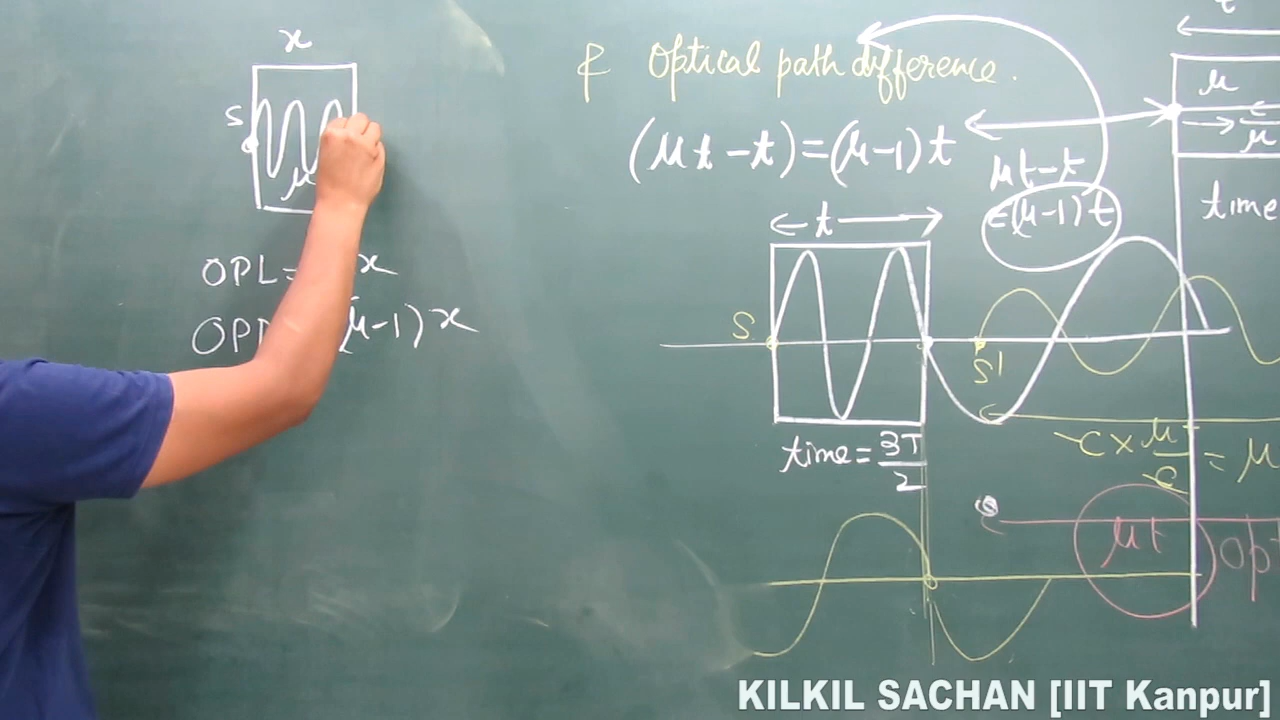 x
S
μ
OPL= x
OPD (μ-1)x
& Optical path difference.
(μt-t)=(μ-1)t
μt-t
=(μ-1)t
t
μ
μ
time
← t →
S
S'
time=3T/2
c×μ/c=μ
μt opt
KILKIL SACHAN [IIT Kanpur]